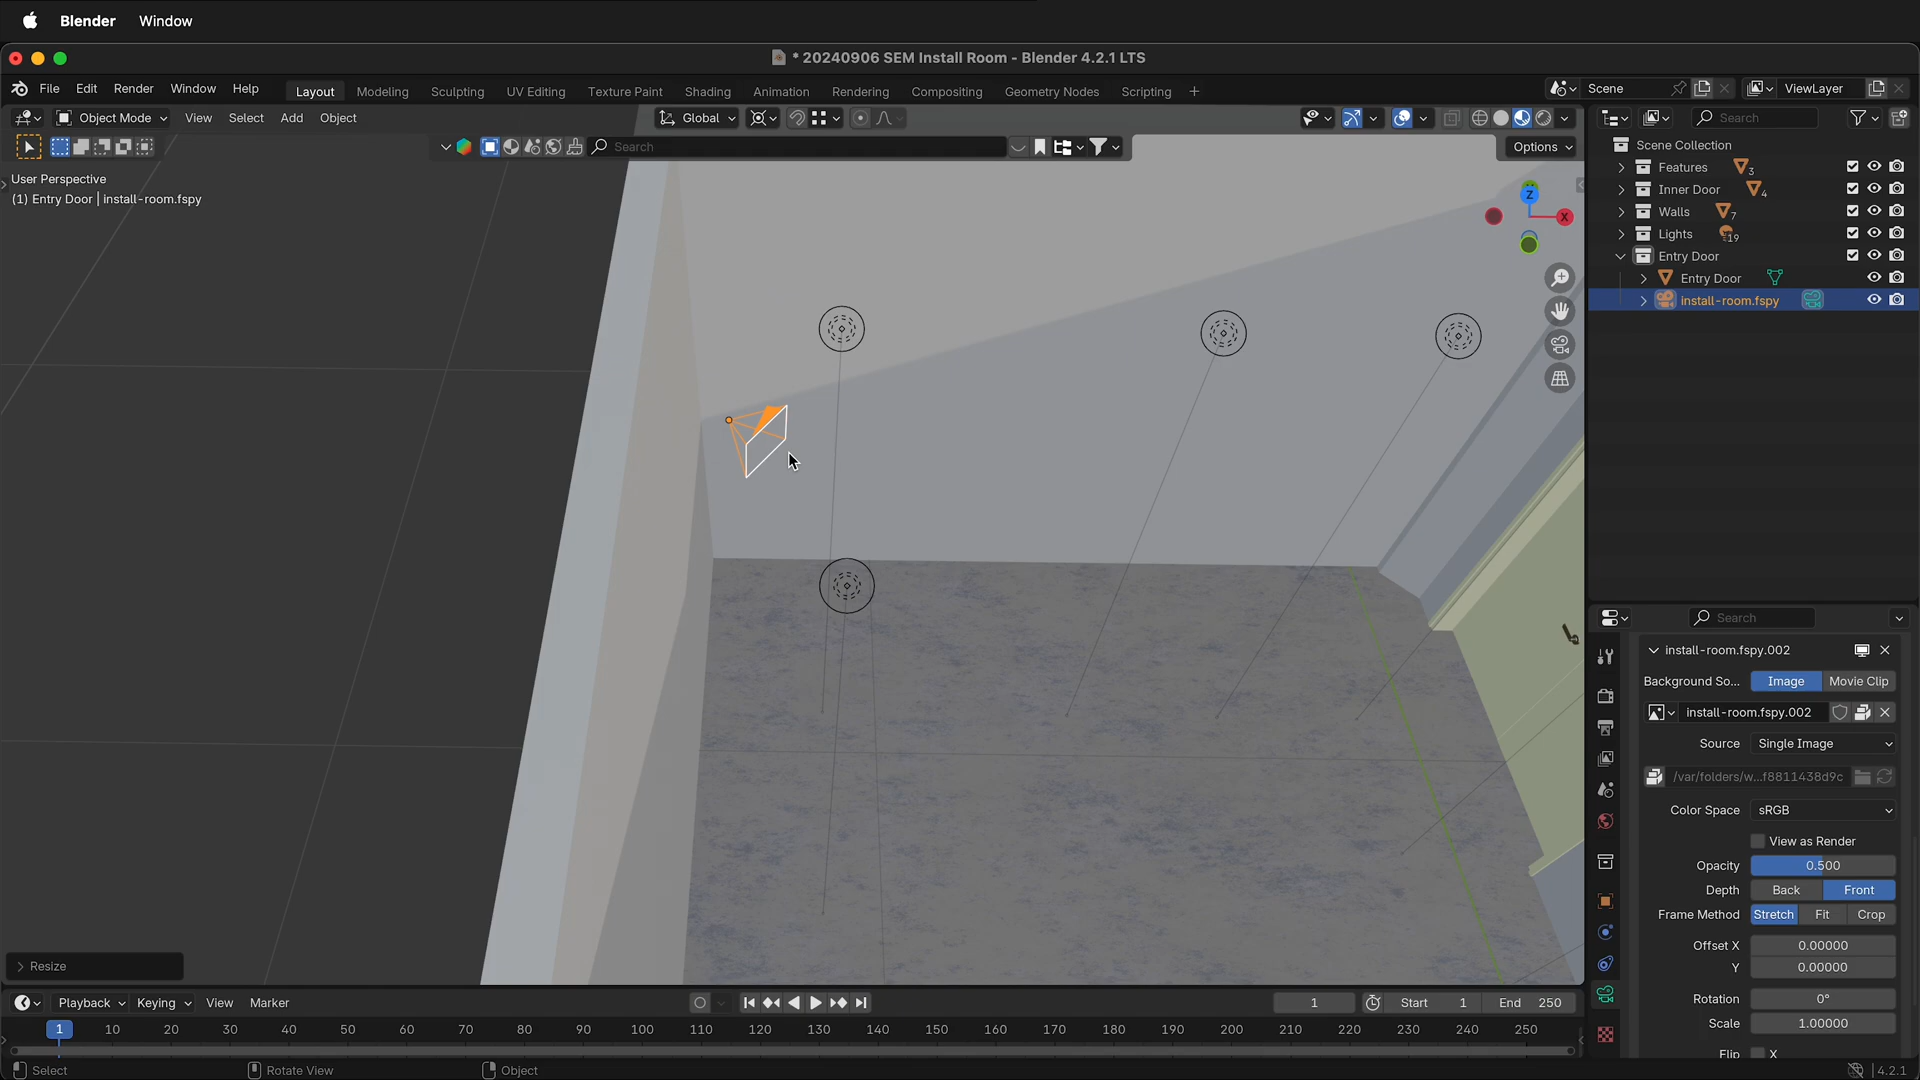 Blender Window
* 20240906 SEM Install Room - Blender 4.2.1 LTS
File Edit Render Window Help Layout Modeling Sculpting UV Editing Texture Paint Shading Animation Rendering Compositing Geometry Nodes Scripting + Scene ViewLayer
Object Mode View Select Add Object Global Search
Search Options
User Perspective
(1) Entry Door | install-room.fspy
Z
X
Scene Collection
Features 3
Inner Door 4
Walls 7
Lights 19
Entry Door
Entry Door
install-room.fspy
Search
install-room.fspy.002
Background So... Image Movie Clip
install-room.fspy.002
Source Single Image
/var/folders/w...f8811438d9c
Color Space sRGB
View as Render
Opacity 0.500
Depth Back Front
Frame Method Stretch Fit Crop
Offset X 0.00000
Y 0.00000
Rotation 0°
Scale 1.00000
Flip X
Resize
Playback Keying View Marker 1 Start 1 End 250
1 10 20 30 40 50 60 70 80 90 100 110 120 130 140 150 160 170 180 190 200 210 220 230 240 250
Select Rotate View Object 4.2.1